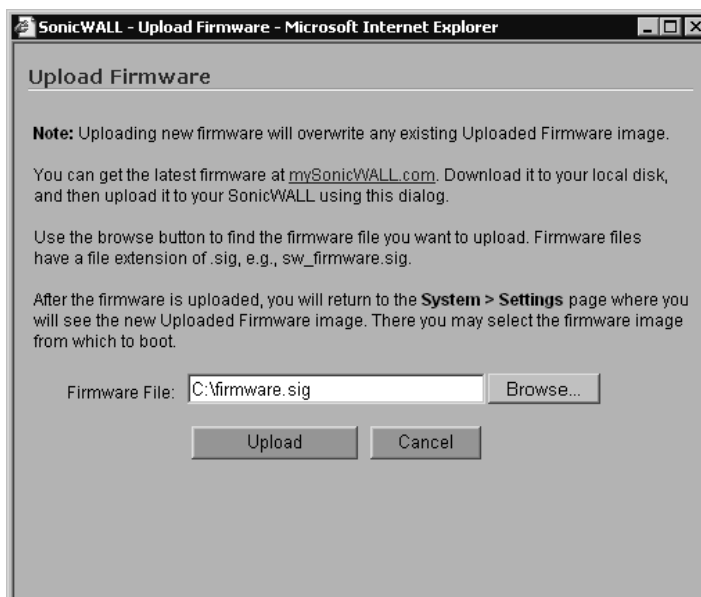 SonicWALL - Upload Firmware - Microsoft Internet Explorer
Upload Firmware
Note: Uploading new firmware will overwrite any existing Uploaded Firmware image.
You can get the latest firmware at mySonicWALL.com. Download it to your local disk,
and then upload it to your SonicWALL using this dialog.
Use the browse button to find the firmware file you want to upload. Firmware files
have a file extension of .sig, e.g., sw_firmware.sig.
After the firmware is uploaded, you will return to the System > Settings page where you
will see the new Uploaded Firmware image. There you may select the firmware image
from which to boot.
Firmware File: C:\firmware.sig Browse...
Upload Cancel